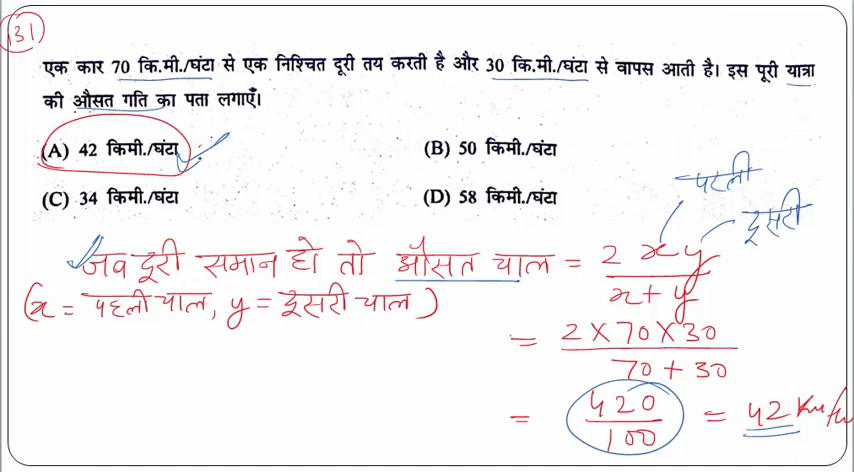 131
एक कार 70 कि.मी./घंटा से एक निश्चित दूरी तय करती है और 30 कि.मी./घंटा से वापस आती है। इस पूरी यात्रा
की औसत गति का पता लगाएँ।
(A) 42 किमी./घंटा (B) 50 किमी./घंटा
(C) 34 किमी./घंटा (D) 58 किमी./घंटा
पहली
दूसरी
जब दूरी समान हो तो औसत चाल = 2xy / x+y
(x = पहली चाल, y = दूसरी चाल)
= 2×70×30 / 70+30
= 420 / 100 = 42 Km/h